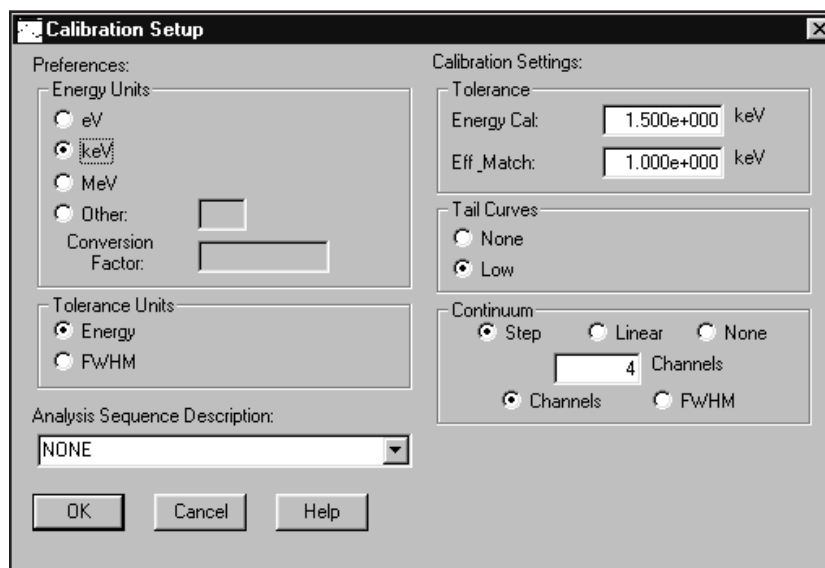 Calibration Setup
Preferences:
Energy Units
eV
keV
MeV
Other:
Conversion
Factor:
Tolerance Units
Energy
FWHM
Analysis Sequence Description:
NONE
OK Cancel Help
Calibration Settings:
Tolerance
Energy Cal: 1.500e+000 keV
Eff_Match: 1.000e+000 keV
Tail Curves
None
Low
Continuum
Step Linear None
4 Channels
Channels FWHM